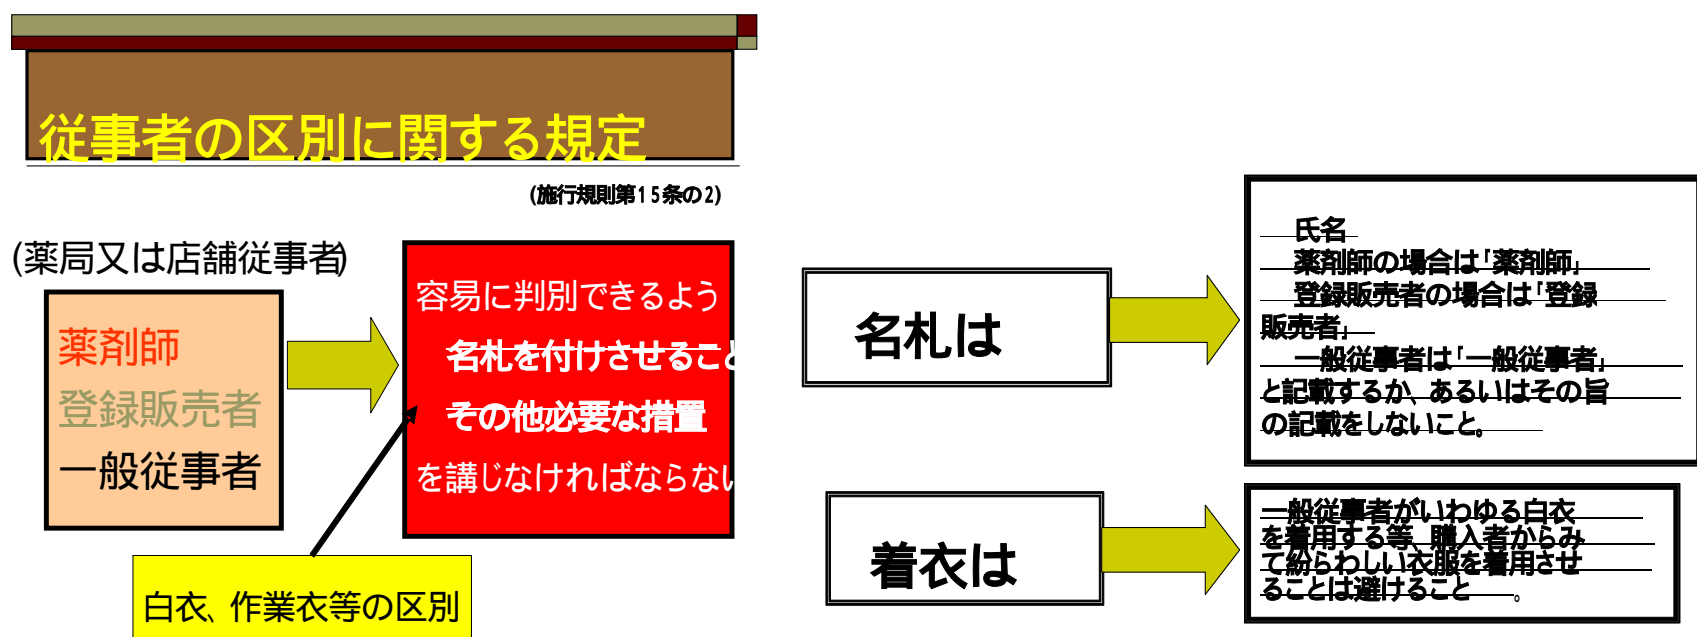 従事者の区別に関する規定
(施行規則第15条の2)
(薬局又は店舗従事者)
薬剤師
登録販売者
一般従事者
容易に判別できるよう
名札を付けさせること
その他必要な措置
を講じなければならない
白衣、作業衣等の区別
名札は
氏名
薬剤師の場合は「薬剤師」
登録販売者の場合は「登録
販売者」
一般従事者は「一般従事者」
と記載するか、あるいはその旨
の記載をしないこと。
着衣は
一般従事者がいわゆる白衣
を着用する等、購入者からみ
て紛らわしい衣服を着用させ
ることは避けること。